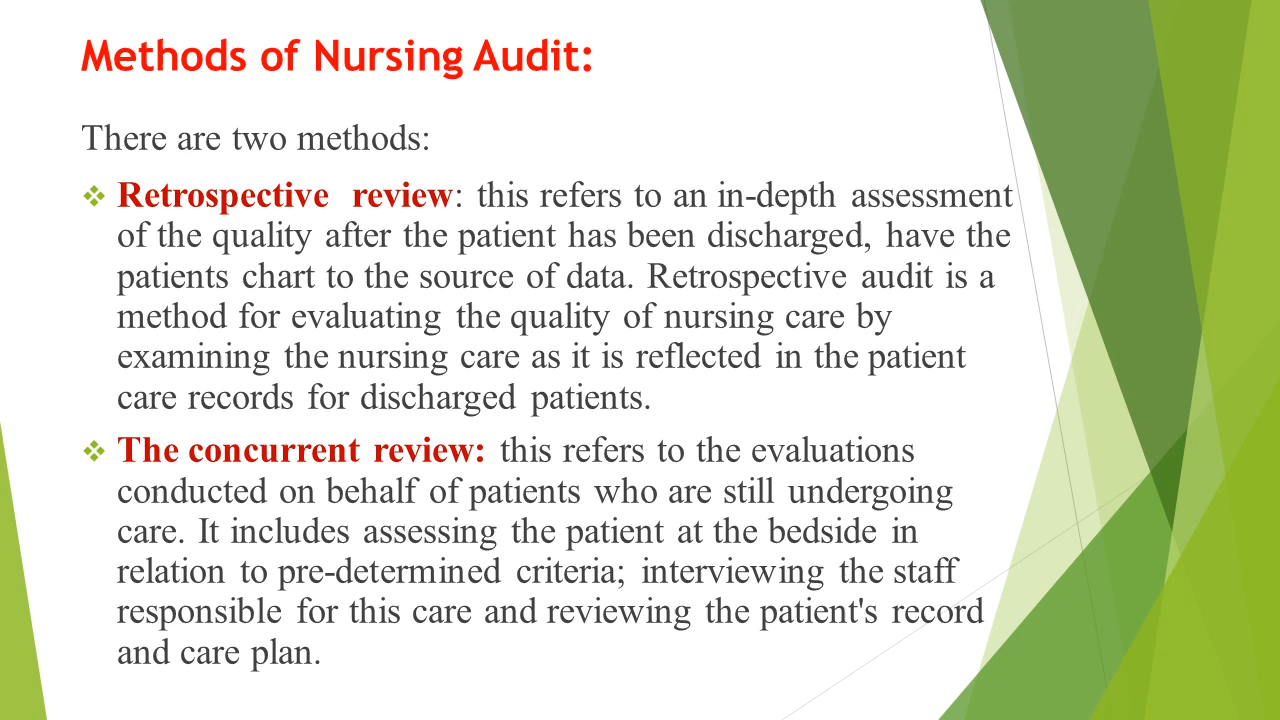 Methods of Nursing Audit:
There are two methods:
❖ Retrospective review: this refers to an in-depth assessment
of the quality after the patient has been discharged, have the
patients chart to the source of data. Retrospective audit is a
method for evaluating the quality of nursing care by
examining the nursing care as it is reflected in the patient
care records for discharged patients.
❖ The concurrent review: this refers to the evaluations
conducted on behalf of patients who are still undergoing
care. It includes assessing the patient at the bedside in
relation to pre-determined criteria; interviewing the staff
responsible for this care and reviewing the patient's record
and care plan.